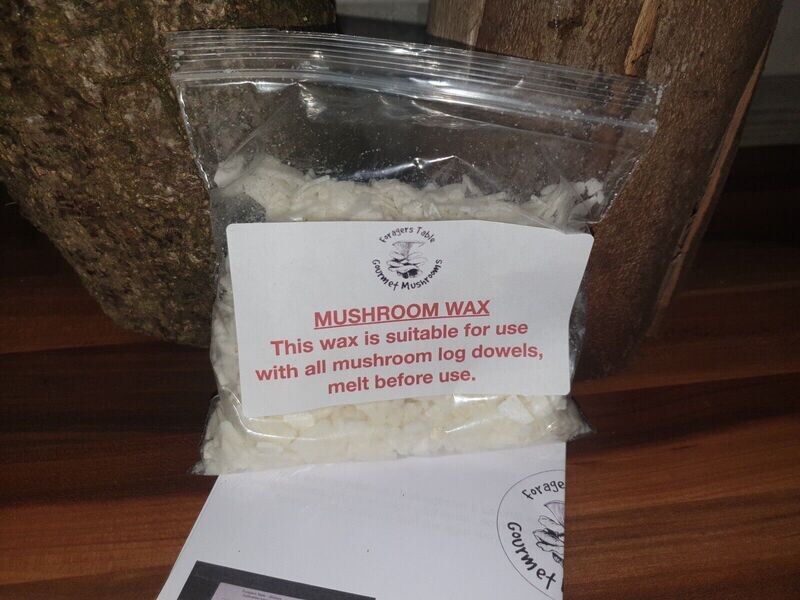 Foragers Table
Gourmet Mushrooms
MUSHROOM WAX
This wax is suitable for use
with all mushroom log dowels,
melt before use.
Gourmet